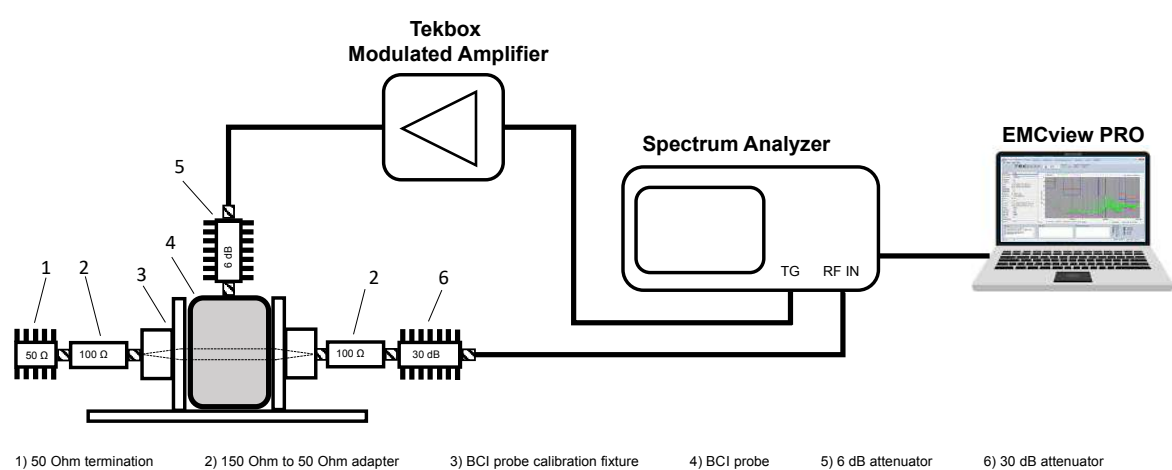 Tekbox
Modulated Amplifier
Spectrum Analyzer
EMCview PRO
5
6 dB
4
1
2
3
2
6
TG
RF IN
50 Ω
100 Ω
100 Ω
30 dB
1) 50 Ohm termination
2) 150 Ohm to 50 Ohm adapter
3) BCI probe calibration fixture
4) BCI probe
5) 6 dB attenuator
6) 30 dB attenuator